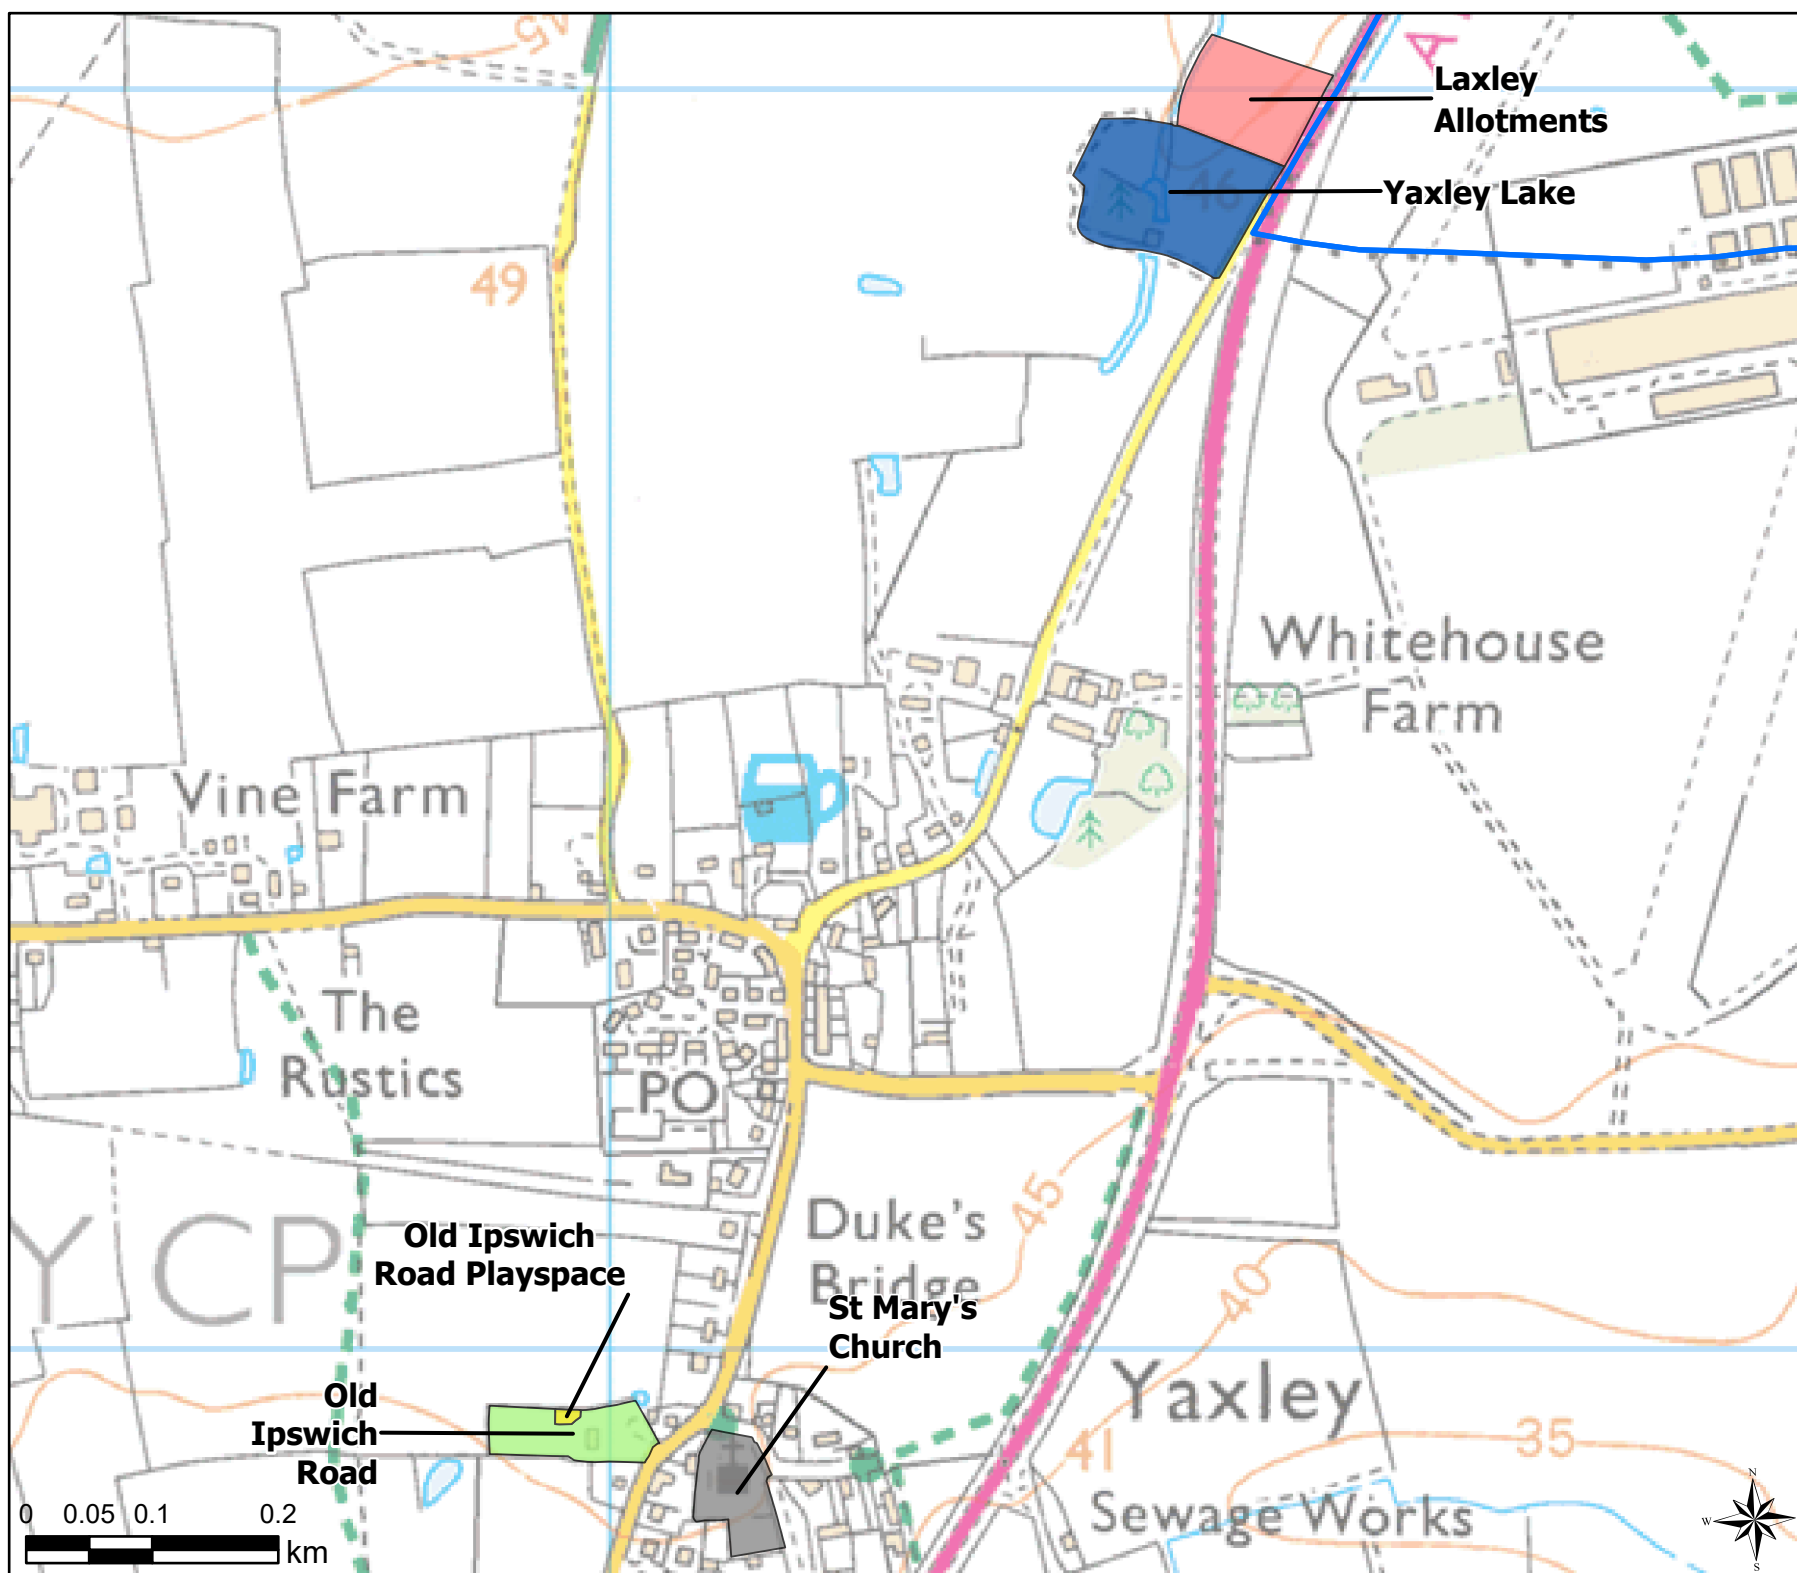 45
A
Laxley
Allotments
46
Yaxley Lake
49
Whitehouse
Farm
Vine Farm
The
Rustics
PO
Y CP
Old Ipswich
Road Playspace
Duke's
Bridge
45
40
St Mary's
Church
Yaxley
Old
Ipswich
Road
41
35
Sewage Works
0 0.05 0.1 0.2
km
N
W
S